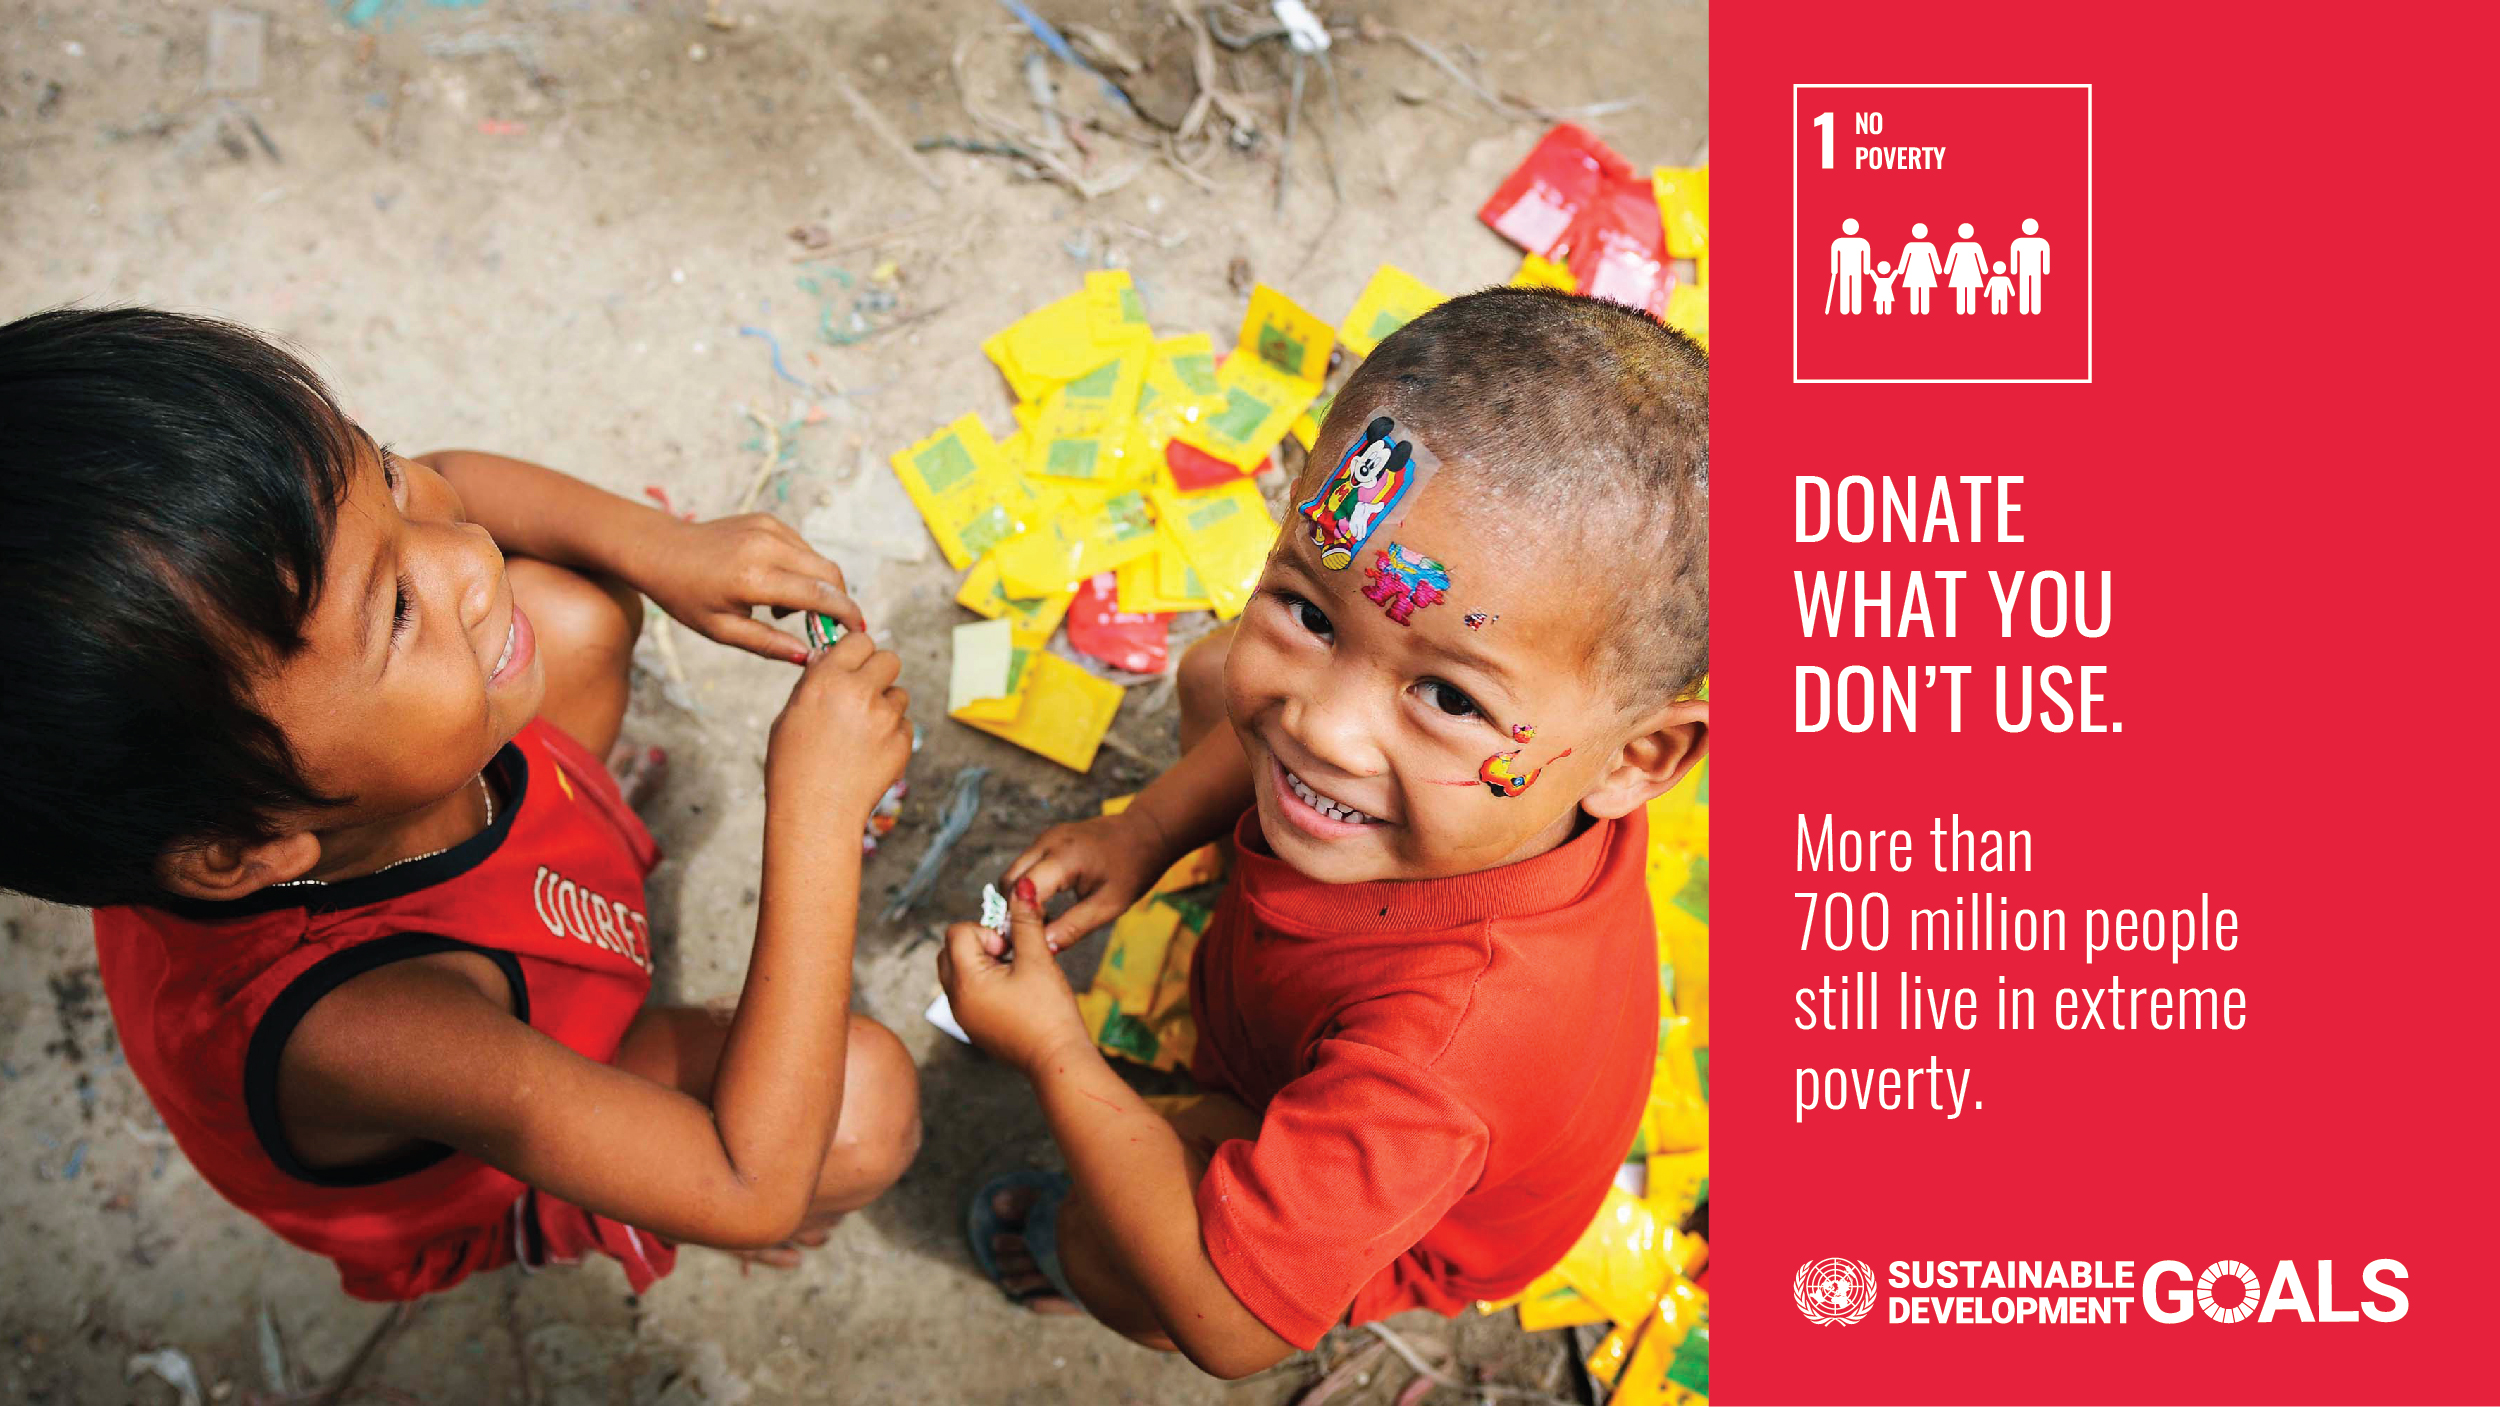 1 NO
POVERTY
DONATE
WHAT YOU
DON'T USE.
More than
700 million people
still live in extreme
poverty.
SUSTAINABLE
DEVELOPMENT
GOALS